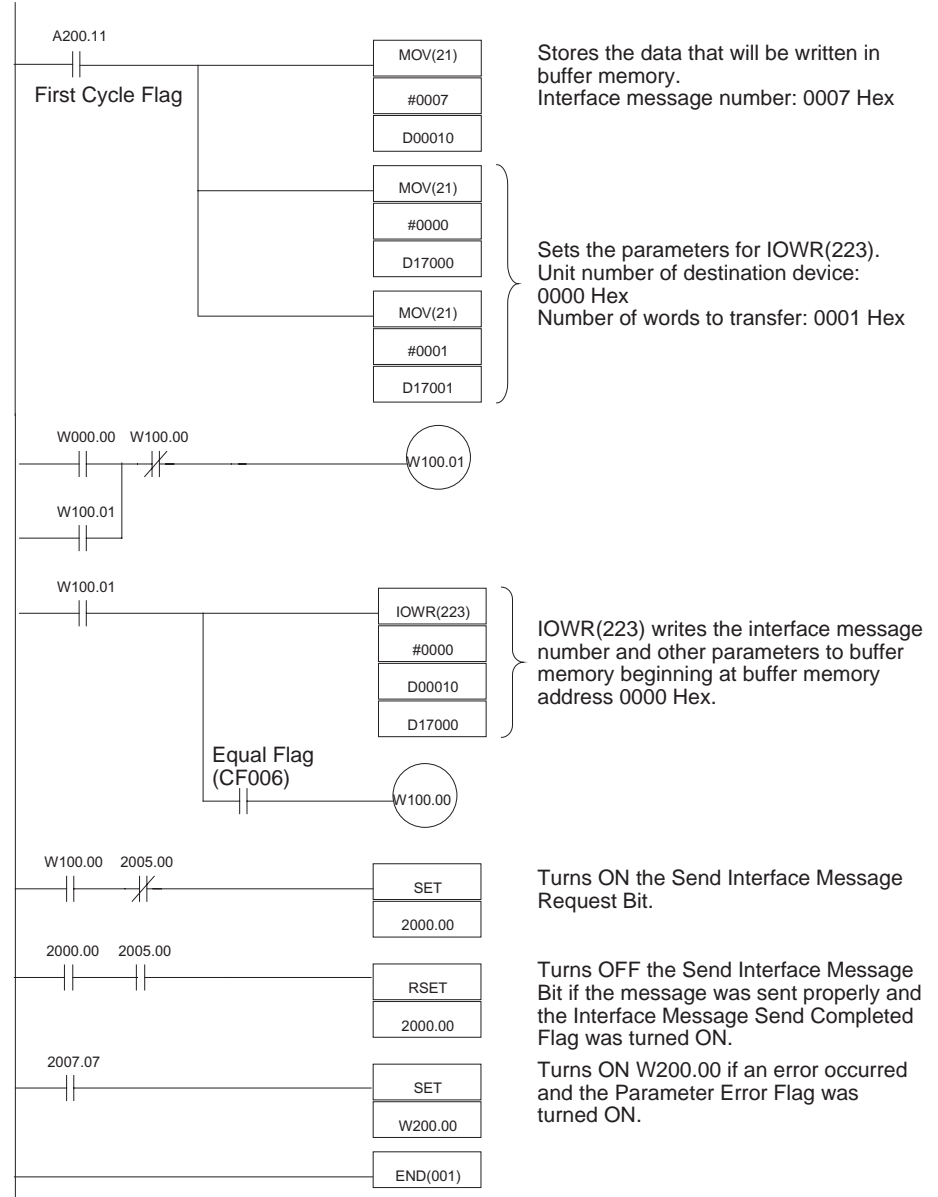 A200.11
First Cycle Flag
MOV(21)
#0007
D00010
Stores the data that will be written in
buffer memory.
Interface message number: 0007 Hex
MOV(21)
#0000
D17000
MOV(21)
#0001
D17001
Sets the parameters for IOWR(223).
Unit number of destination device:
0000 Hex
Number of words to transfer: 0001 Hex
W000.00 W100.00
W100.01
W100.01
W100.01
IOWR(223)
#0000
D00010
D17000
IOWR(223) writes the interface message
number and other parameters to buffer
memory beginning at buffer memory
address 0000 Hex.
Equal Flag
(CF006)
W100.00
W100.00 2005.00
SET
2000.00
Turns ON the Send Interface Message
Request Bit.
2000.00 2005.00
RSET
2000.00
Turns OFF the Send Interface Message
Bit if the message was sent properly and
the Interface Message Send Completed
Flag was turned ON.
2007.07
SET
W200.00
Turns ON W200.00 if an error occurred
and the Parameter Error Flag was
turned ON.
END(001)